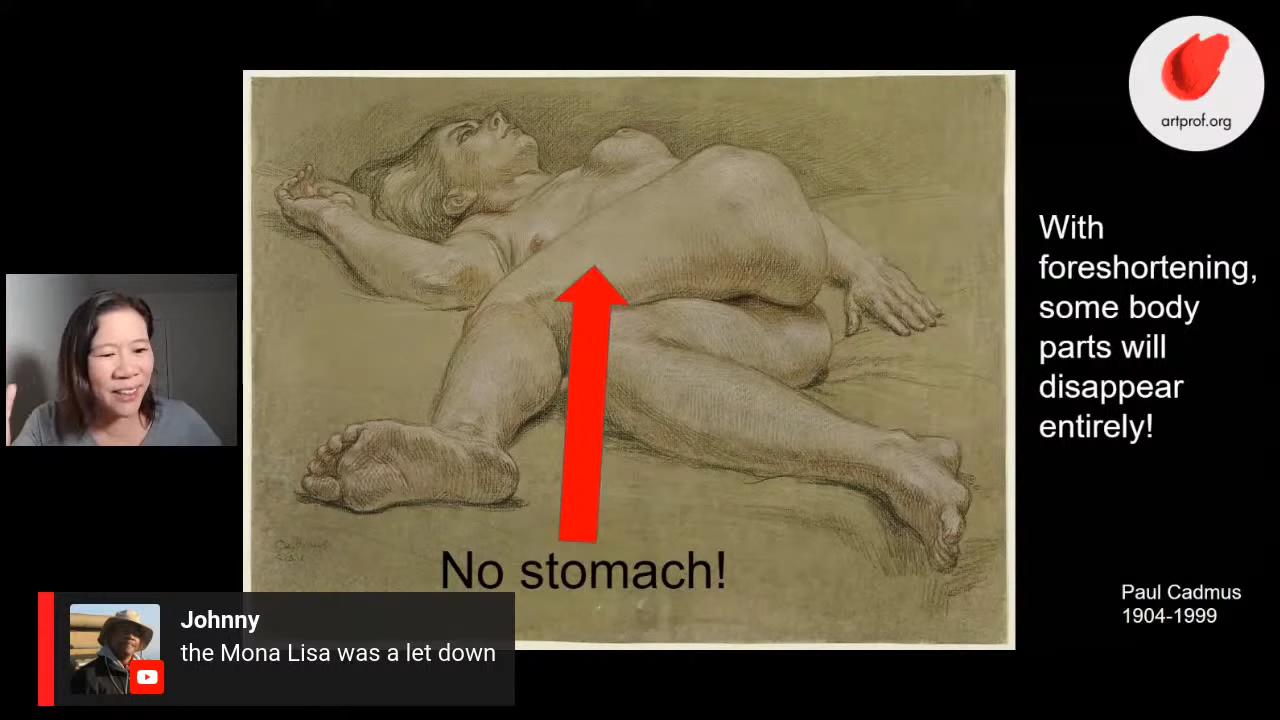 artprof.org
With
foreshortening,
some body
parts will
disappear
entirely!
No stomach!
Paul Cadmus
1904-1999
Johnny
the Mona Lisa was a let down